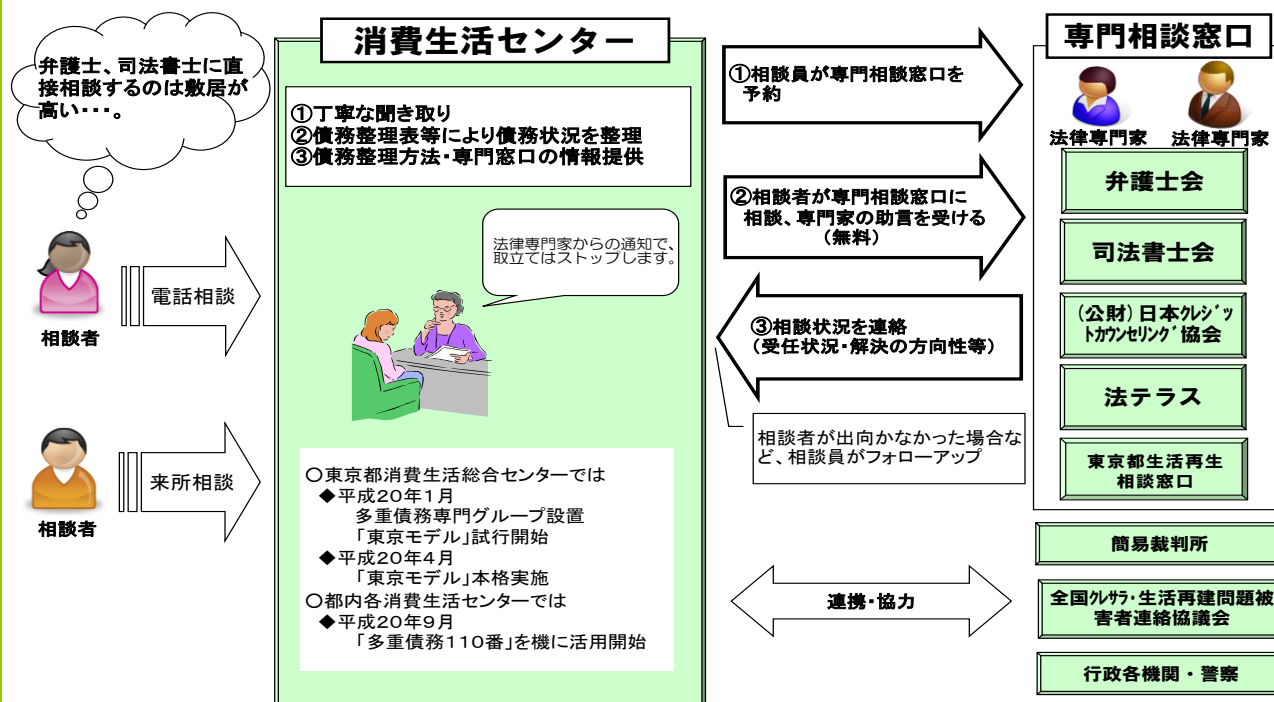 弁護士、司法書士に直
接相談するのは敷居が
高い・・・。
相談者
電話相談
相談者
来所相談
消費生活センター
①丁寧な聞き取り
②債務整理表等により債務状況を整理
③債務整理方法・専門窓口の情報提供
法律専門家からの通知で、
取立てはストップします。
○東京都消費生活総合センターでは
◆平成20年1月
多重債務専門グループ設置
「東京モデル」試行開始
◆平成20年4月
「東京モデル」本格実施
○都内各消費生活センターでは
◆平成20年9月
「多重債務110番」を機に活用開始
①相談員が専門相談窓口を
予約
②相談者が専門相談窓口に
相談、専門家の助言を受ける
(無料)
③相談状況を連絡
(受任状況・解決の方向性等)
相談者が出向かなかった場合な
ど、相談員がフォローアップ
連携・協力
専門相談窓口
法律専門家
法律専門家
弁護士会
司法書士会
(公財)日本ｸﾚｼﾞｯ
ﾄｶｳﾝｾﾘﾝｸﾞ協会
法テラス
東京都生活再生
相談窓口
簡易裁判所
全国ｸﾚｻﾗ・生活再建問題被
害者連絡協議会
行政各機関・警察